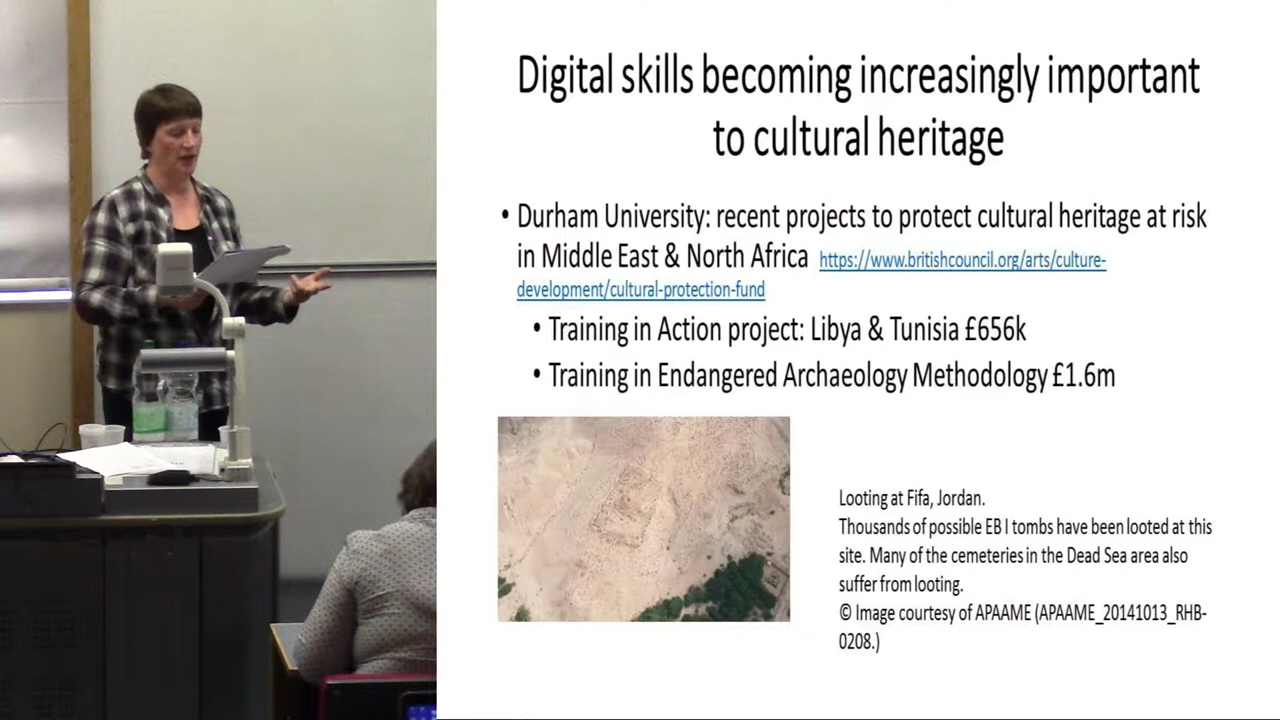 Digital skills becoming increasingly important
to cultural heritage
• Durham University: recent projects to protect cultural heritage at risk
in Middle East & North Africa https://www.britishcouncil.org/arts/culture-
development/cultural-protection-fund
• Training in Action project: Libya & Tunisia £656k
• Training in Endangered Archaeology Methodology £1.6m
Looting at Fifa, Jordan.
Thousands of possible EB I tombs have been looted at this
site. Many of the cemeteries in the Dead Sea area also
suffer from looting.
© Image courtesy of APAAME (APAAME_20141013_RHB-
0208.)